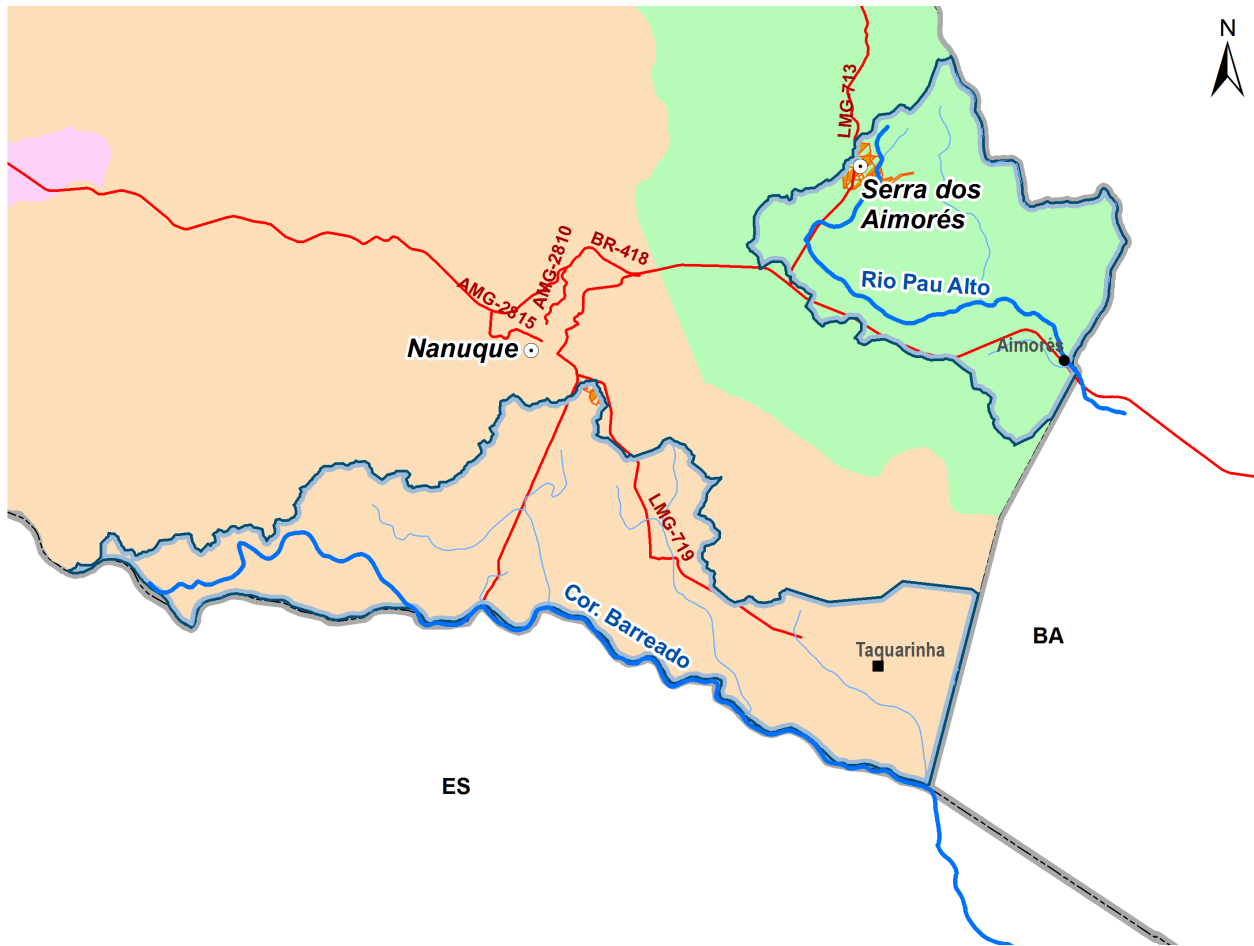 N
LMG-713
Serra dos
Aimorés
AMG-2810
BR-418
Rio Pau Alto
AMG-2815
Nanuque
Aimorés
LMG-719
Cor. Barreado
Taquarinha
BA
ES